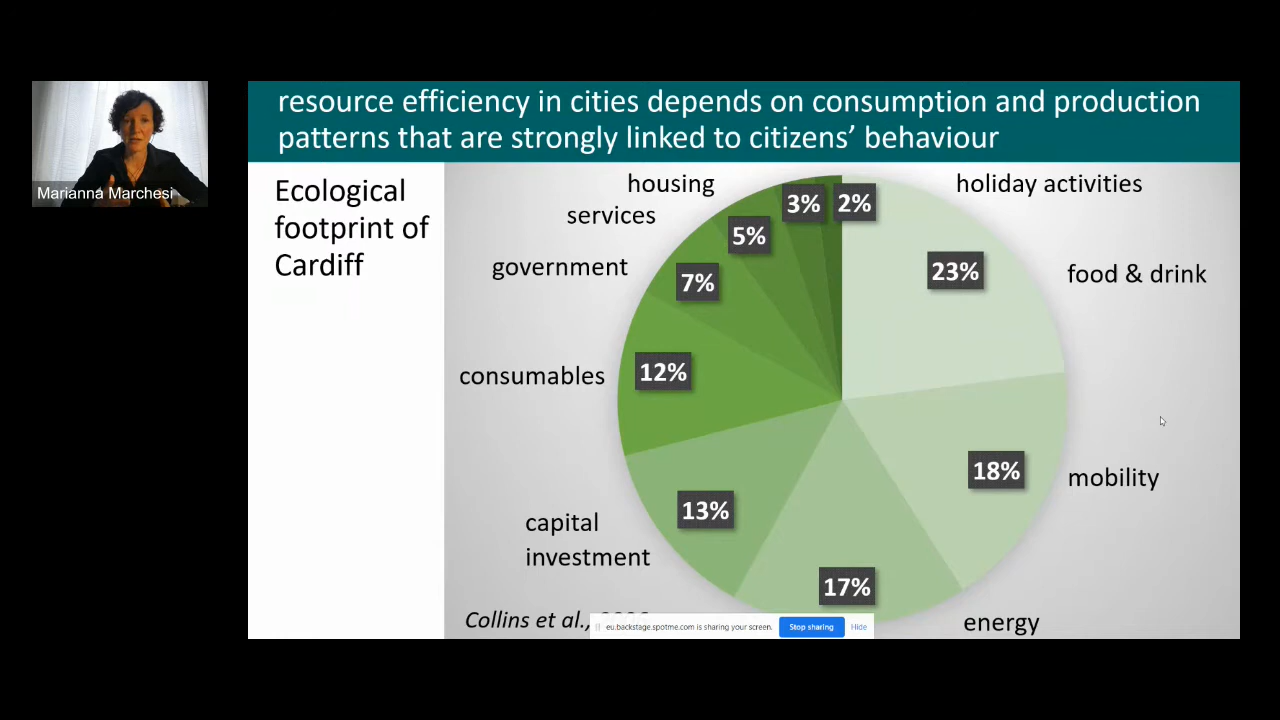 resource efficiency in cities depends on consumption and production
patterns that are strongly linked to citizens’ behaviour
Marianna Marchesi
Ecological
footprint of
Cardiff
housing
services
government
consumables
capital
investment
holiday activities
food & drink
mobility
energy
3%
2%
5%
7%
23%
12%
18%
13%
17%
Collins et al.,
eu.backstage.spotme.com is sharing your screen.
Stop sharing
Hide